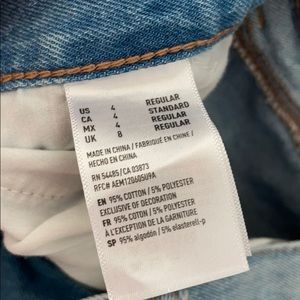 US 4 REGULAR
CA 4 STANDARD
MX 4 REGULAR
UK 8 REGULAR
MADE IN CHINA / FABRIQUÉ EN CHINE /
HECHO EN CHINA
RN 54485/CA 03873
RFC# AEM120605U9A
EN 95% COTTON / 5% POLYESTER
EXCLUSIVE OF DECORATION
FR 95% COTON / 5% POLYESTER
À L'EXCEPTION DE LA GARNITURE
SP 95% algodón / 5% elasterell-p